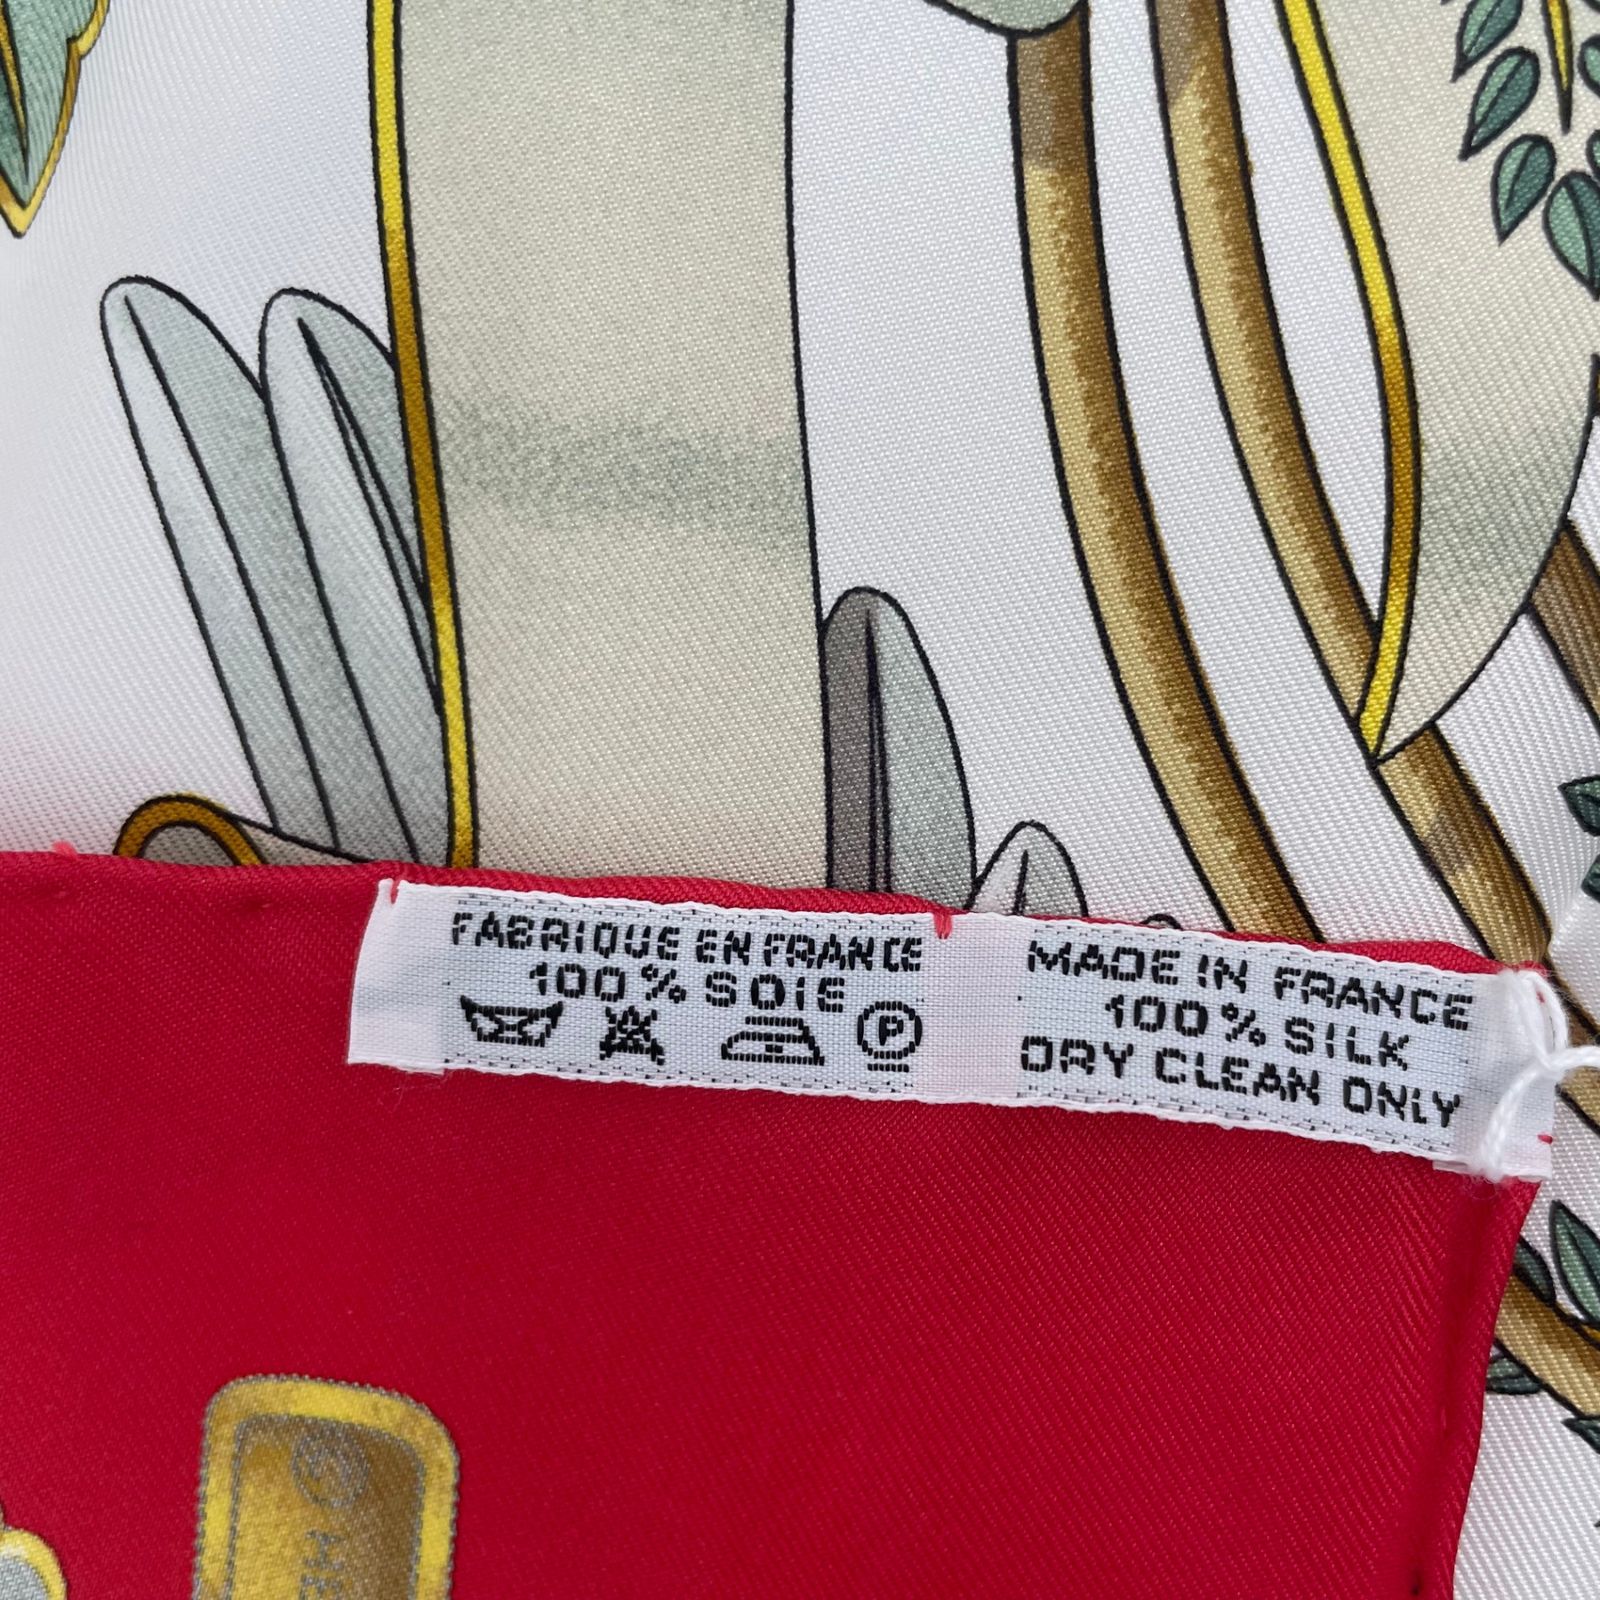 FABRIQUE EN FRANCE
100% SOIE
P
MADE IN FRANCE
100% SILK
DRY CLEAN ONLY